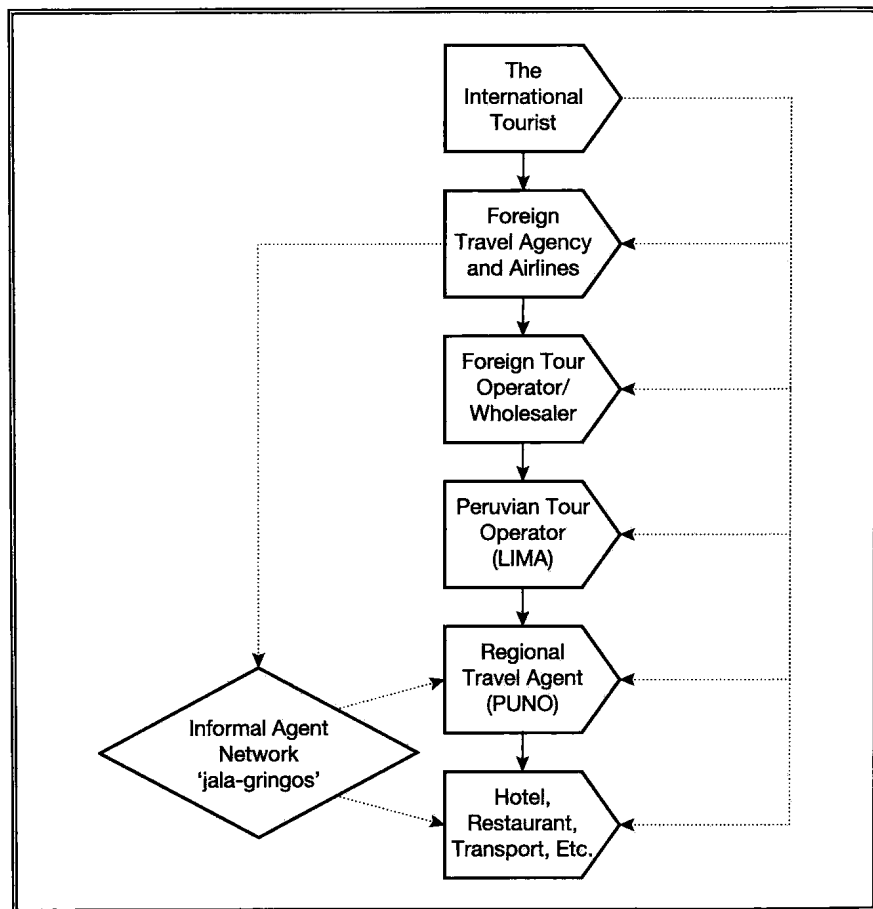 The
International
Tourist
Foreign
Travel Agency
and Airlines
Foreign Tour
Operator/
Wholesaler
Peruvian Tour
Operator
(LIMA)
Regional
Travel Agent
(PUNO)
Informal Agent
Network
‘jala-gringos’
Hotel,
Restaurant,
Transport, Etc.